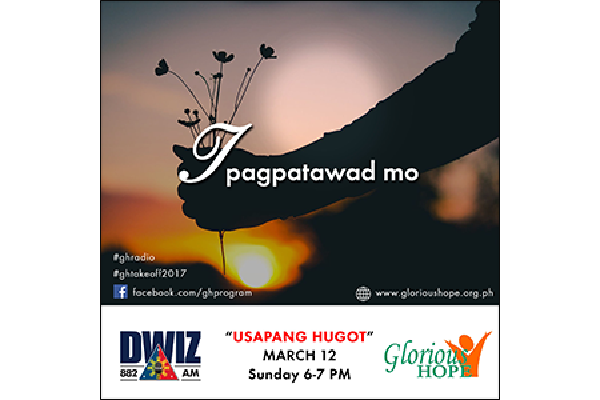 Ipagpatawad mo
#ghradio
#ghtakeoff2017
facebook.com/ghprogram
www.glorioushope.org.ph
DWIZ
882 AM
"USAPANG HUGOT"
MARCH 12
Sunday 6-7 PM
Glorious
HOPE